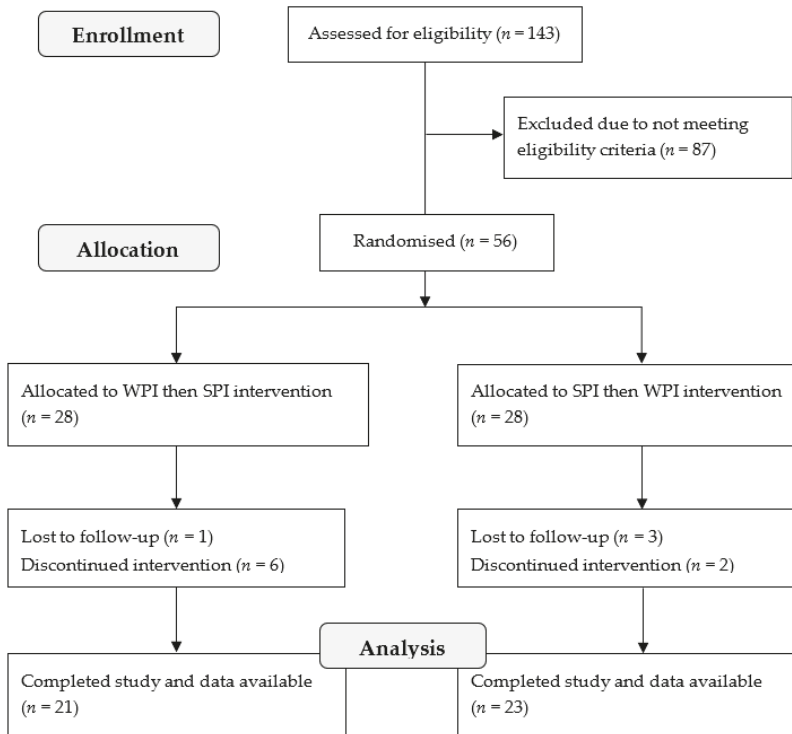 Enrollment
Assessed for eligibility (n = 143)
Excluded due to not meeting
eligibility criteria (n = 87)
Allocation
Randomised (n = 56)
Allocated to WPI then SPI intervention
(n = 28)
Allocated to SPI then WPI intervention
(n = 28)
Lost to follow-up (n = 1)
Discontinued intervention (n = 6)
Lost to follow-up (n = 3)
Discontinued intervention (n = 2)
Analysis
Completed study and data available
(n = 21)
Completed study and data available
(n = 23)